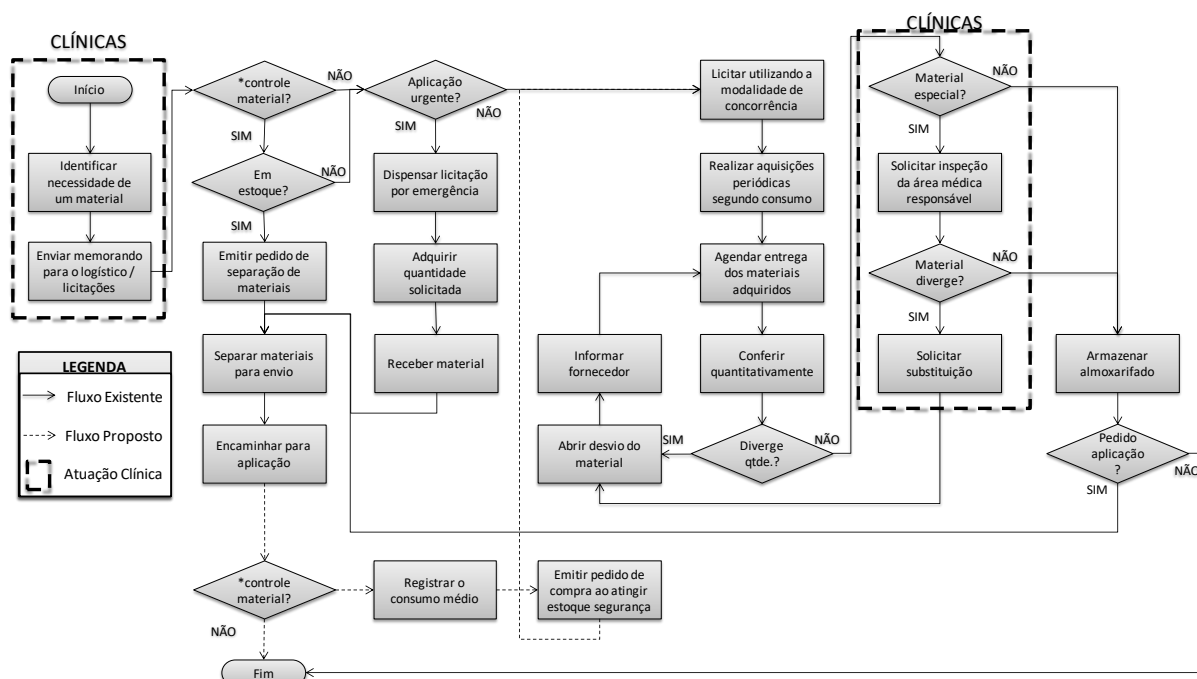 CLÍNICAS
Início
Identificar
necessidade de
um material
Enviar memorando
para o logístico /
licitações
LEGENDA
Fluxo Existente
Fluxo Proposto
Atuação Clínica
*controle
material?
NÃO
SIM
Em
estoque?
NÃO
SIM
Emitir pedido de
separação de
materiais
Separar materiais
para envio
Encaminhar para
aplicação
*controle
material?
NÃO
Fim
Aplicação
urgente?
NÃO
SIM
Dispensar licitação
por emergência
Adquirir
quantidade
solicitada
Receber material
Registrar o
consumo médio
Emitir pedido de
compra ao atingir
estoque segurança
Licitar utilizando a
modalidade de
concorrência
Realizar aquisições
periódicas
segundo consumo
Agendar entrega
dos materiais
adquiridos
Conferir
quantitativamente
Diverge
qtde.?
SIM
NÃO
Abrir desvio do
material
Informar
fornecedor
CLÍNICAS
Material
especial?
NÃO
SIM
Solicitar inspeção
da área médica
responsável
Material
diverge?
NÃO
SIM
Solicitar
substituição
Armazenar
almoxarifado
Pedido
aplicação
?
NÃO
SIM